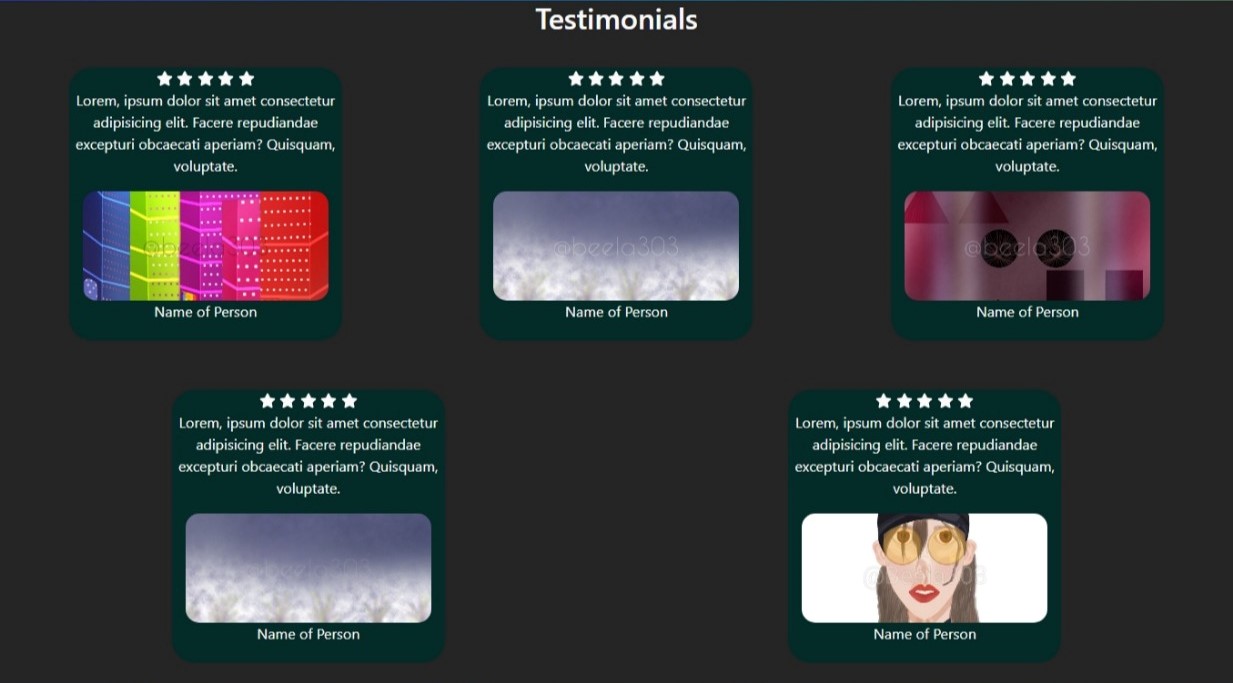 Testimonials
Lorem, ipsum dolor sit amet consectetur
adipisicing elit. Facere repudiandae
excepturi obcaecati aperiam? Quisquam,
voluptate.
@beela303
Name of Person
Lorem, ipsum dolor sit amet consectetur
adipisicing elit. Facere repudiandae
excepturi obcaecati aperiam? Quisquam,
voluptate.
@beela303
Name of Person
Lorem, ipsum dolor sit amet consectetur
adipisicing elit. Facere repudiandae
excepturi obcaecati aperiam? Quisquam,
voluptate.
@beela303
Name of Person
Lorem, ipsum dolor sit amet consectetur
adipisicing elit. Facere repudiandae
excepturi obcaecati aperiam? Quisquam,
voluptate.
@beela303
Name of Person
Lorem, ipsum dolor sit amet consectetur
adipisicing elit. Facere repudiandae
excepturi obcaecati aperiam? Quisquam,
voluptate.
@beela303
Name of Person